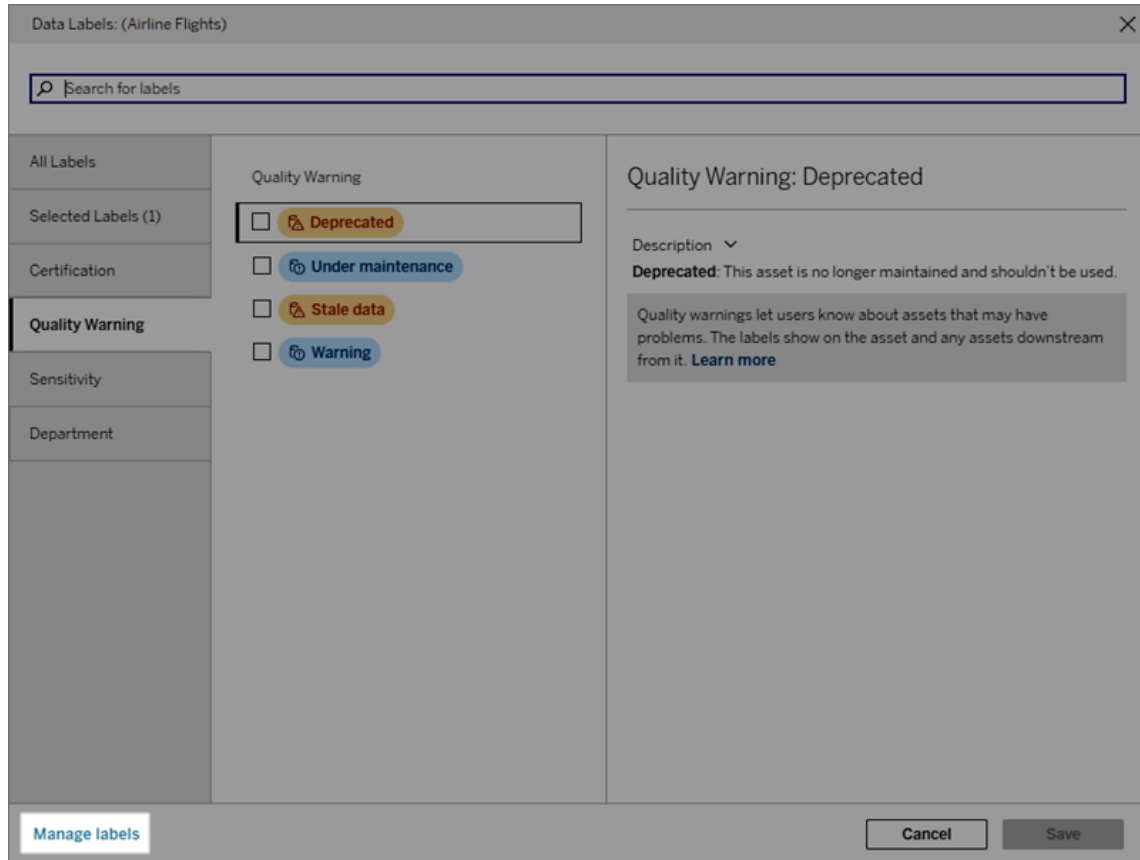 Data Labels: (Airline Flights)
Search for labels
All Labels
Selected Labels (1)
Certification
Quality Warning
Sensitivity
Department
Quality Warning
Deprecated
Under maintenance
Stale data
Warning
Quality Warning: Deprecated
Description
Deprecated: This asset is no longer maintained and shouldn't be used.
Quality warnings let users know about assets that may have
problems. The labels show on the asset and any assets downstream
from it. Learn more
Manage labels
Cancel
Save